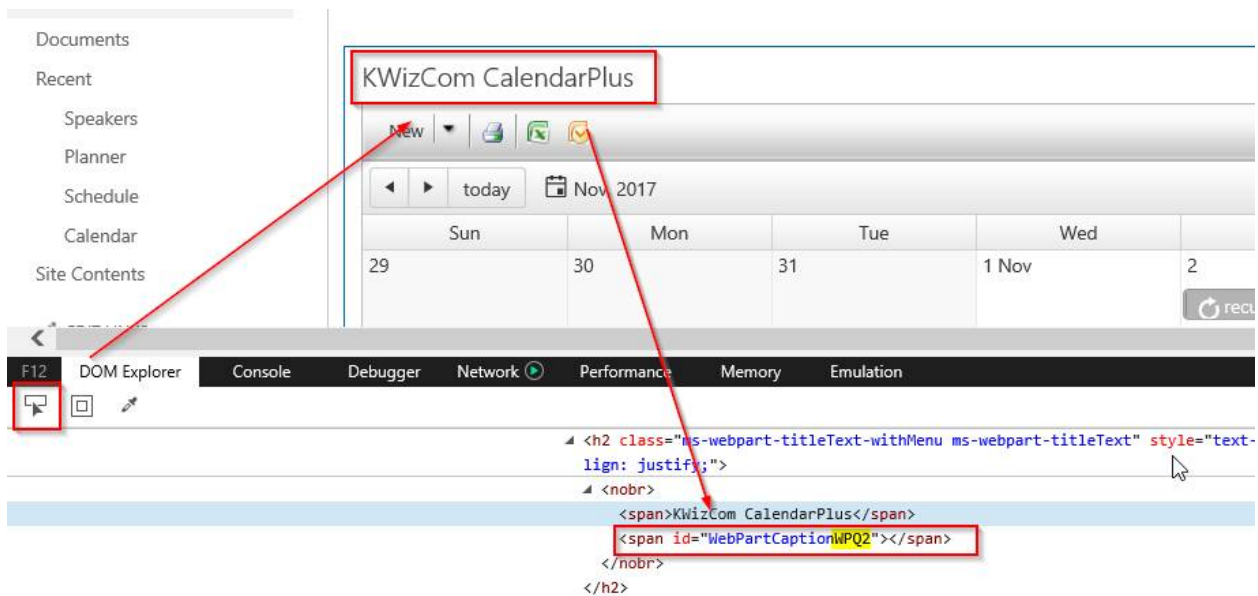 Documents
Recent
Speakers
Planner
Schedule
Calendar
Site Contents
KWizCom CalendarPlus
New
today Nov 2017
Sun Mon Tue Wed
29 30 31 1 Nov 2
recu
F12 DOM Explorer Console Debugger Network Performance Memory Emulation
<h2 class="ms-webpart-titleText-withMenu ms-webpart-titleText" style="text-
lign: justify;">
<nobr>
<span>KWizCom CalendarPlus</span>
<span id="WebPartCaptionWPQ2"></span>
</nobr>
</h2>